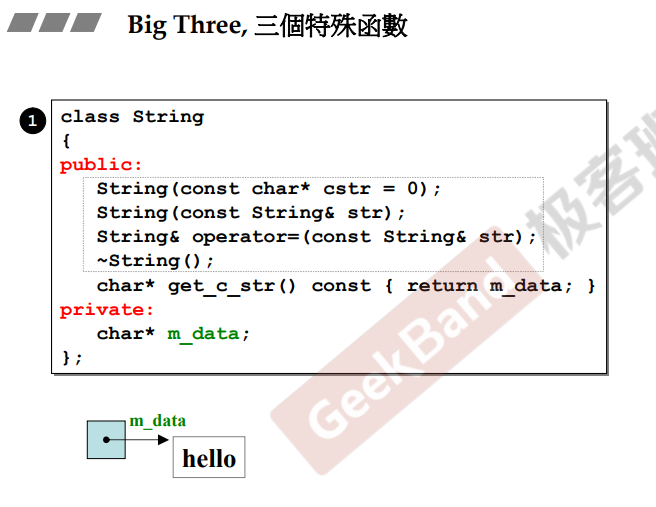 Big Three, 三個特殊函數
1
class String
{
public:
   String(const char* cstr = 0);
   String(const String& str);
   String& operator=(const String& str);
   ~String();
   char* get_c_str() const { return m_data; }
private:
   char* m_data;
};
GeekBand 极客班
m_data
hello